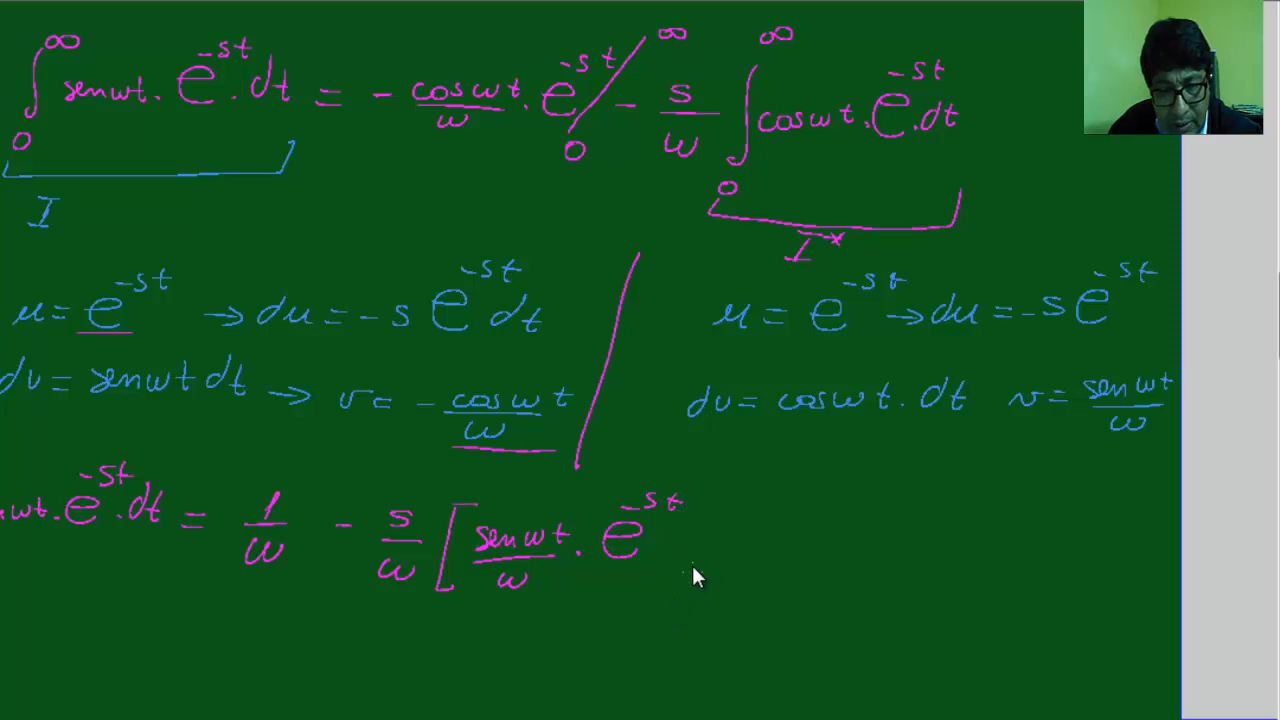 ∫₀^∞ senωt · e^{-st} · dt = - cosωt/ω · e^{-st} /₀^∞ - s/ω ∫₀^∞ cosωt · e^{-st} · dt
I
I*
u = e^{-st} → du = -s e^{-st} dt
u = e^{-st} → du = -s e^{-st}
dv = senωt dt → v = - cosωt/ω
dv = cosωt · dt v = senωt/ω
ωt · e^{-st} · dt = 1/ω - s/ω [ senωt/ω · e^{-st}